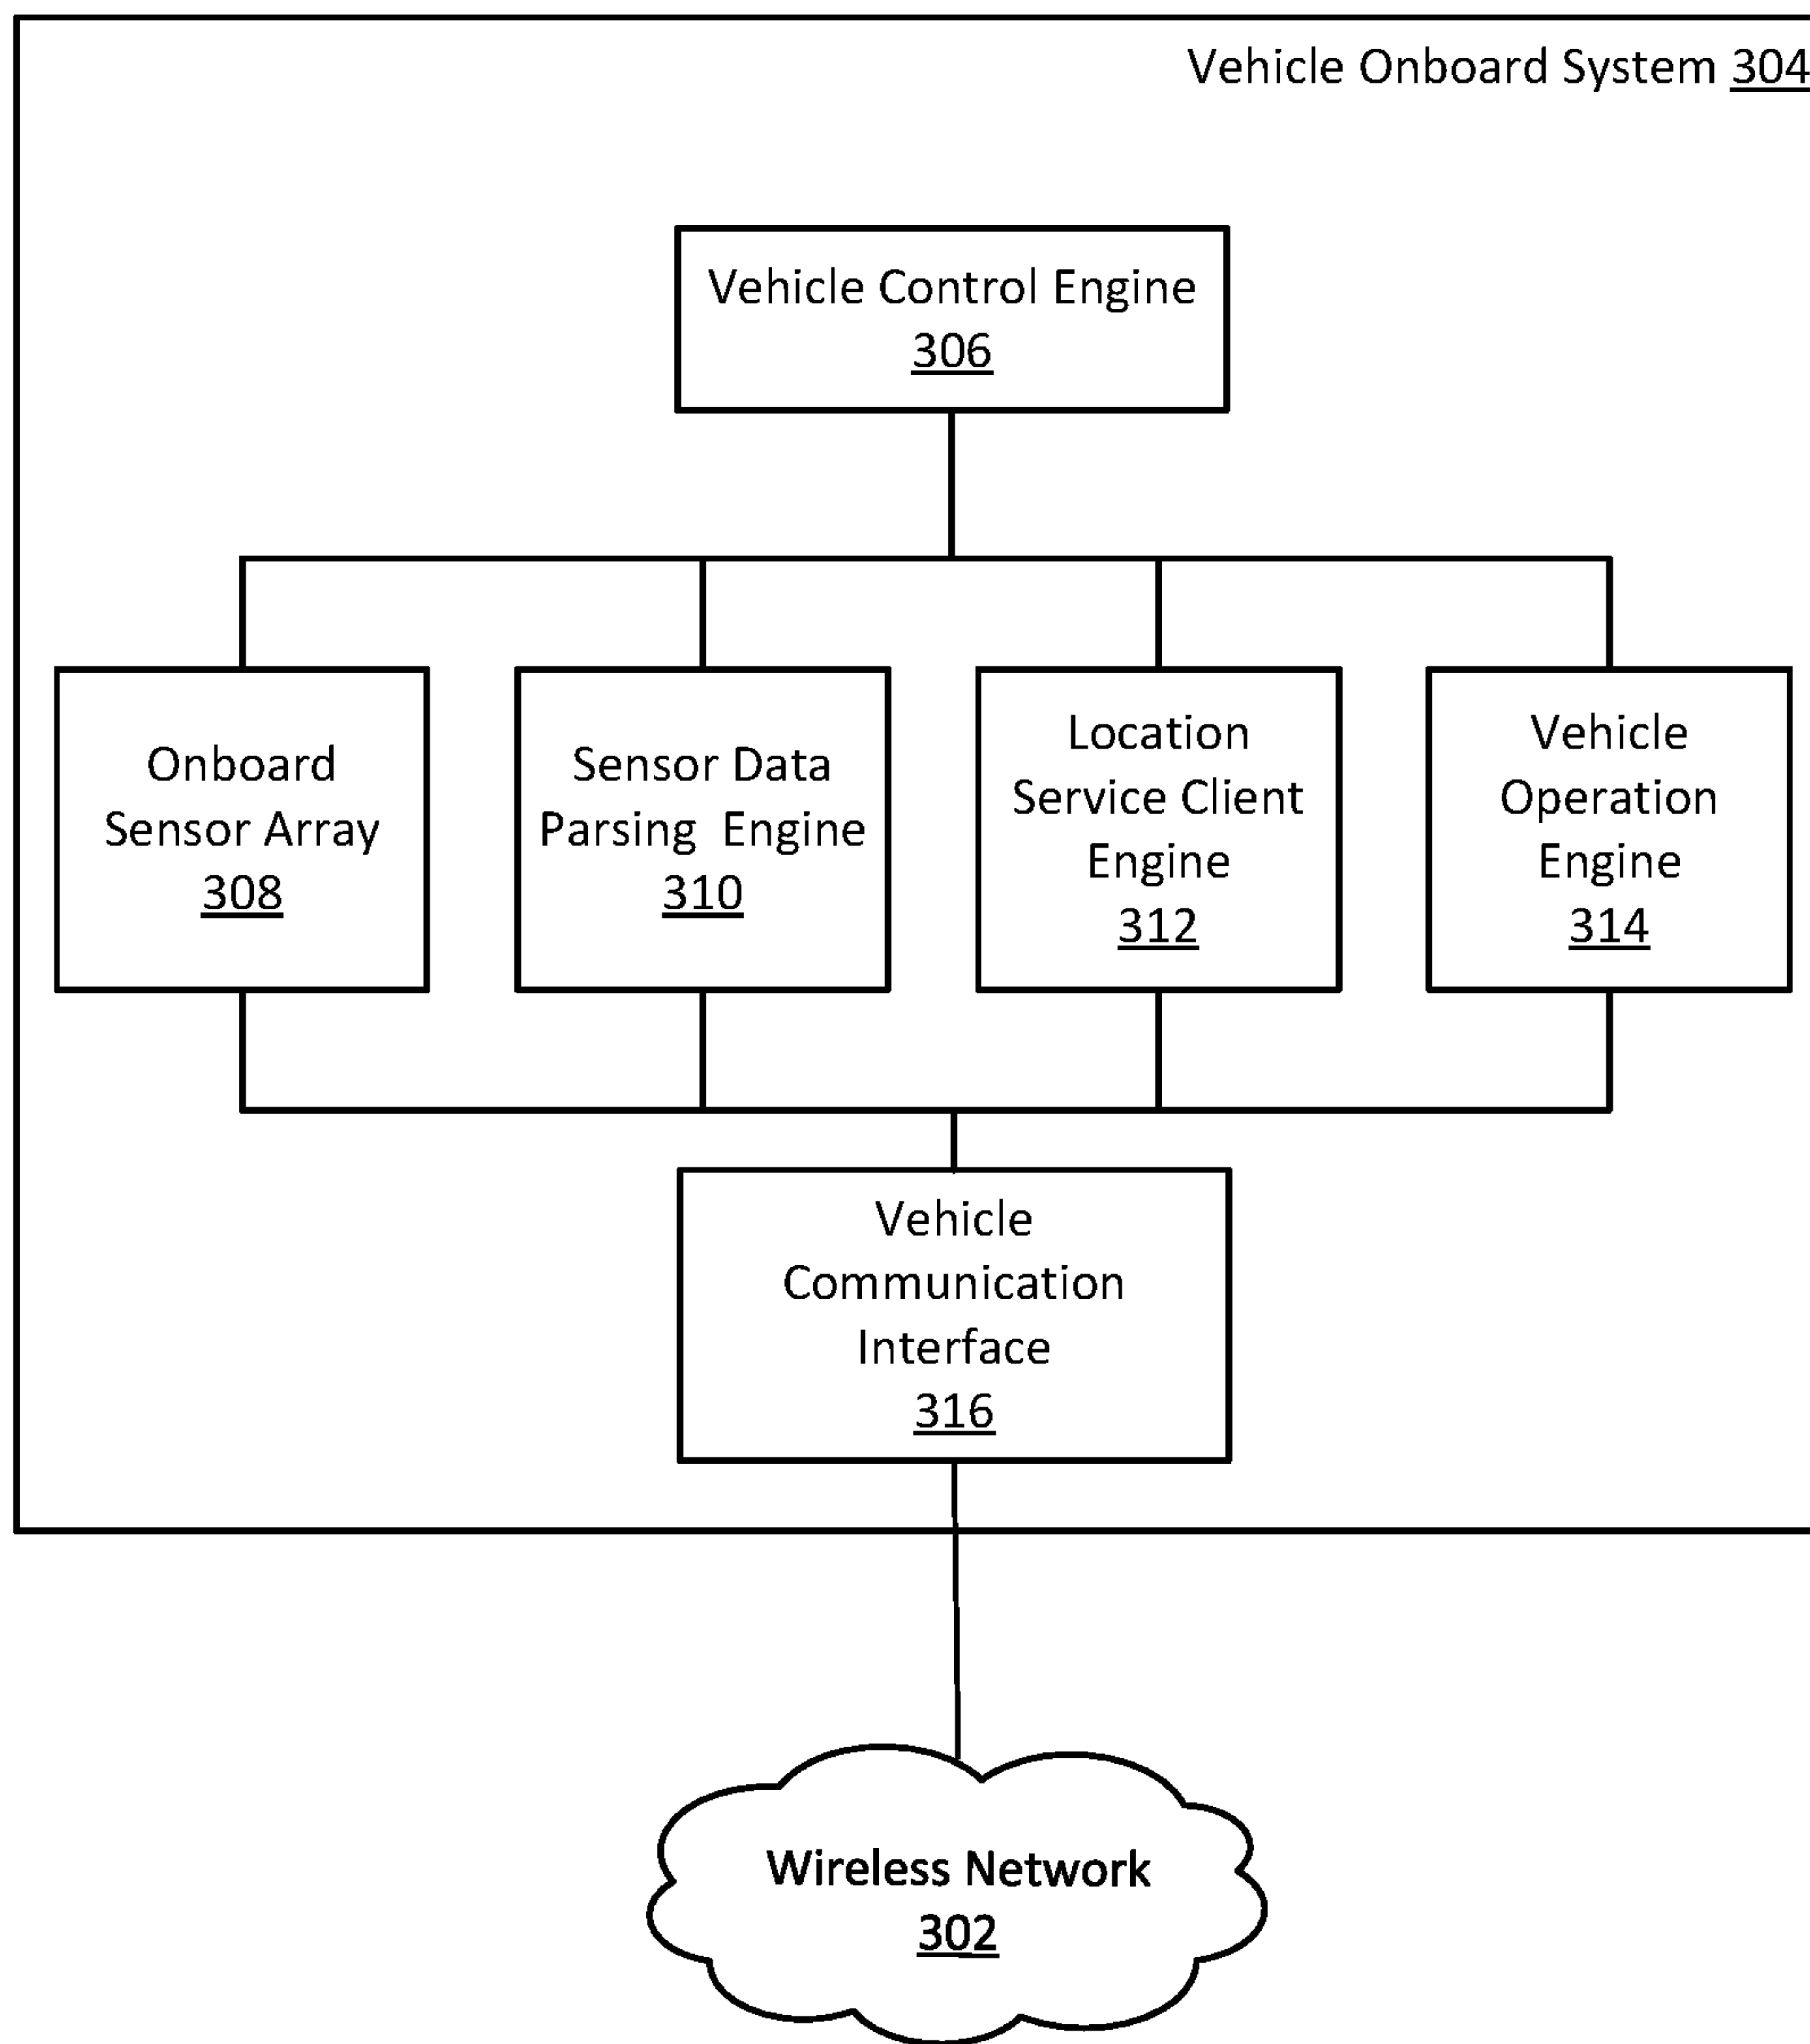 Vehicle Onboard System 304
Vehicle Control Engine
306
Onboard
Sensor Array
308
Sensor Data
Parsing Engine
310
Location
Service Client
Engine
312
Vehicle
Operation
Engine
314
Vehicle
Communication
Interface
316
Wireless Network
302